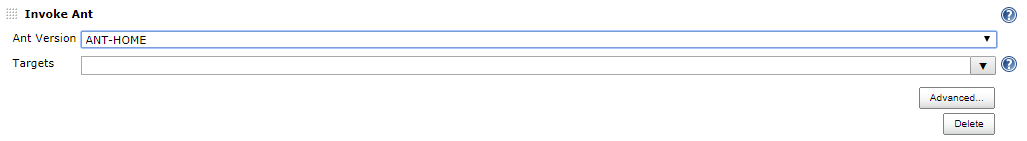 Invoke Ant
Ant Version ANT-HOME
Targets
Advanced...
Delete